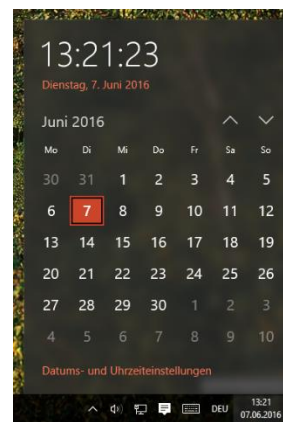 13:21:23
Dienstag, 7. Juni 2016
Juni 2016
Mo Di Mi Do Fr Sa So
30 31 1 2 3 4 5
6 7 8 9 10 11 12
13 14 15 16 17 18 19
20 21 22 23 24 25 26
27 28 29 30 1 2 3
4 5 6 7 8 9 10
Datums- und Uhrzeiteinstellungen
DEU 13:21
07.06.2016